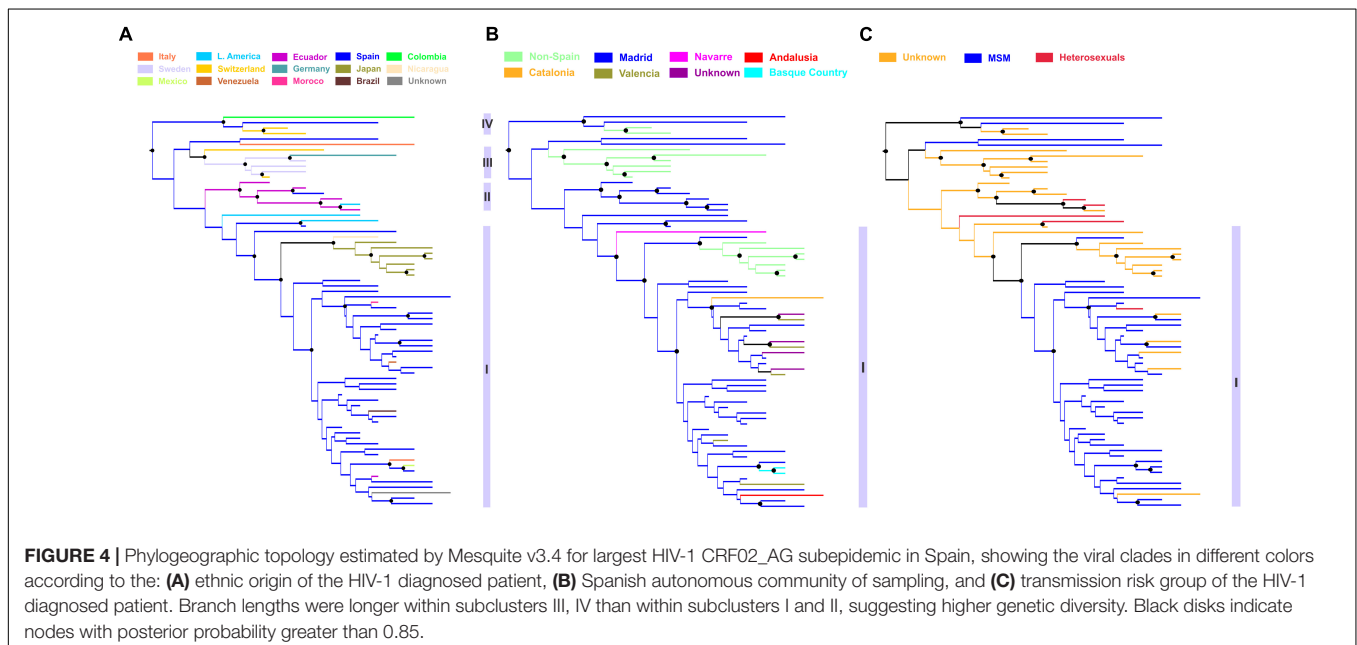 A
B
C
Italy L. America Ecuador Spain Colombia
Sweden Switzerland Germany Japan Nicaragua
Mexico Venezuela Moroco Brazil Unknown
Non-Spain Madrid Navarre Andalusia
Catalonia Valencia Unknown Basque Country
Unknown MSM Heterosexuals
IV
III
II
I
I
I
FIGURE 4 | Phylogeographic topology estimated by Mesquite v3.4 for largest HIV-1 CRF02_AG subepidemic in Spain, showing the viral clades in different colors
according to the: (A) ethnic origin of the HIV-1 diagnosed patient, (B) Spanish autonomous community of sampling, and (C) transmission risk group of the HIV-1
diagnosed patient. Branch lengths were longer within subclusters III, IV than within subclusters I and II, suggesting higher genetic diversity. Black disks indicate
nodes with posterior probability greater than 0.85.